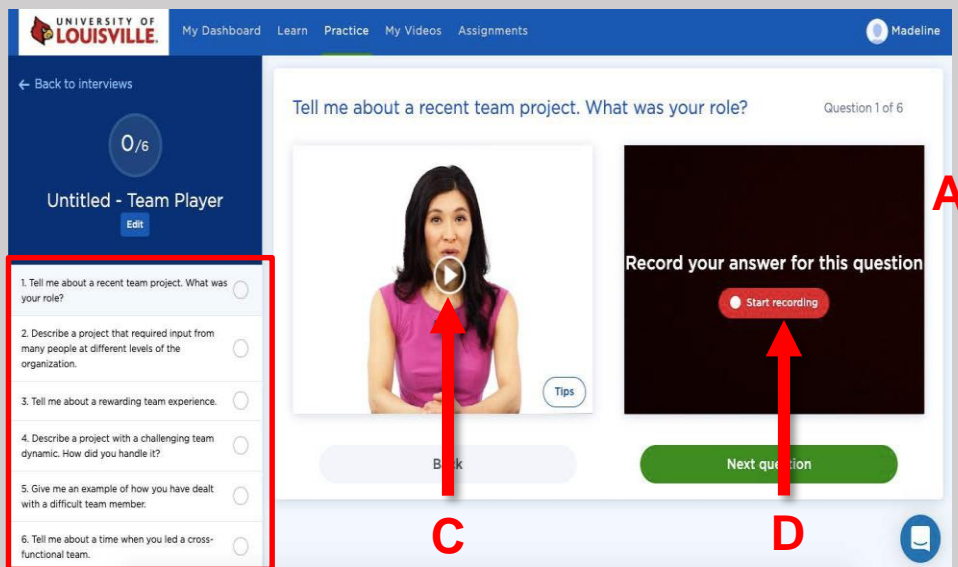 UNIVERSITY OF
LOUISVILLE.
My Dashboard Learn Practice My Videos Assignments
Madeline
← Back to interviews
0/6
Untitled - Team Player
Edit
1. Tell me about a recent team project. What was
your role?
2. Describe a project that required input from
many people at different levels of the
organization.
3. Tell me about a rewarding team experience.
4. Describe a project with a challenging team
dynamic. How did you handle it?
5. Give me an example of how you have dealt
with a difficult team member.
6. Tell me about a time when you led a cross-
functional team.
Tell me about a recent team project. What was your role?
Question 1 of 6
Tips
Record your answer for this question
Start recording
A
Back
Next question
C
D